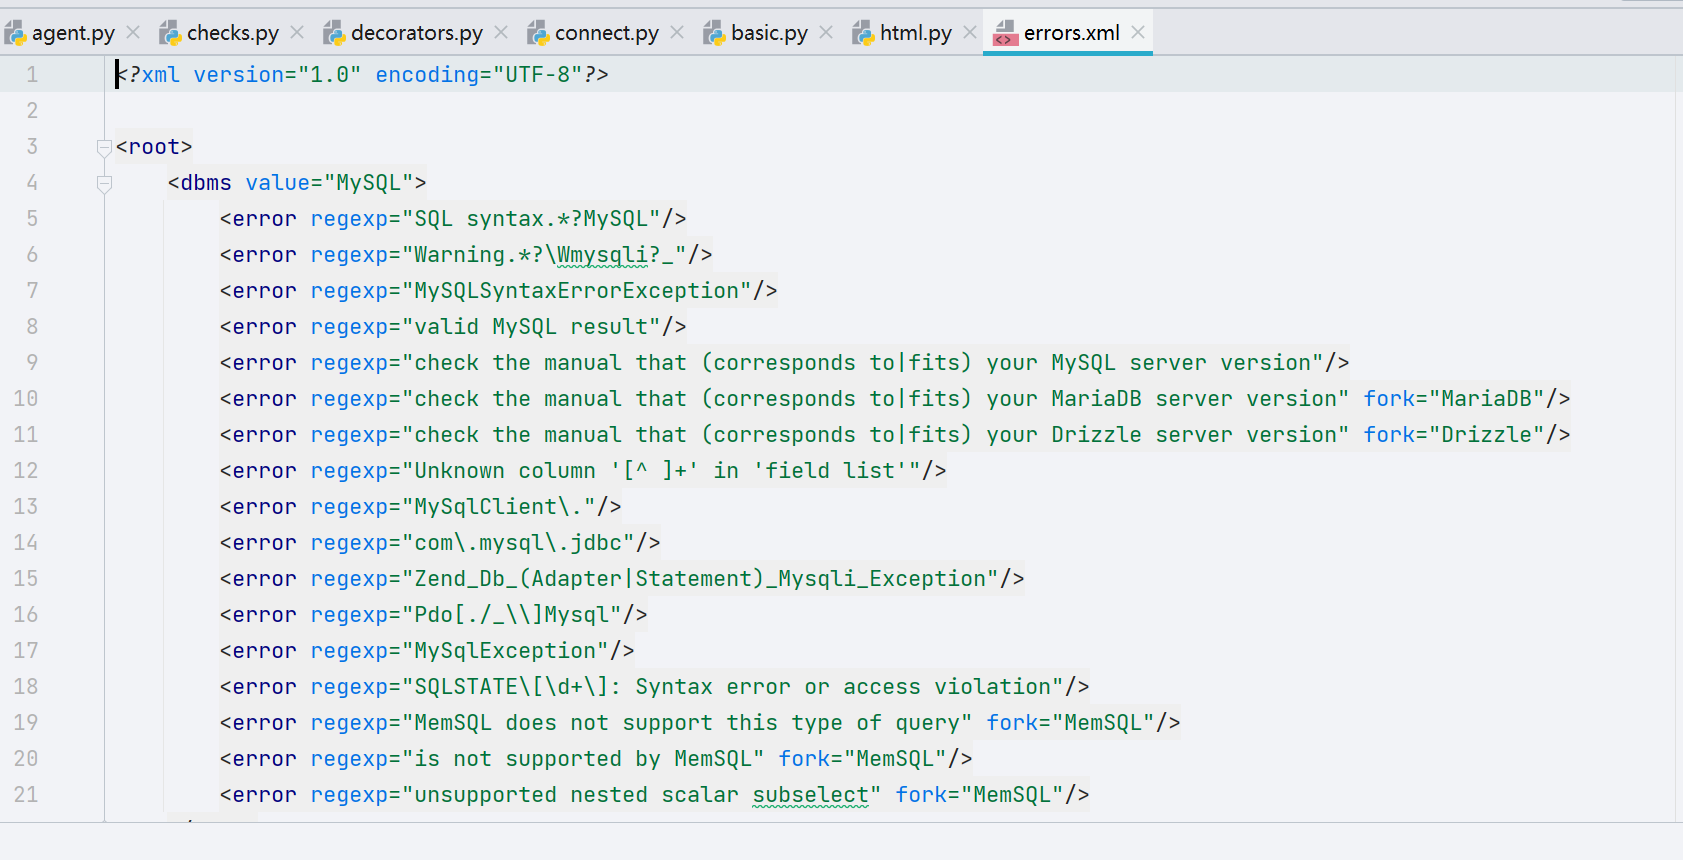 agent.py checks.py decorators.py connect.py basic.py html.py errors.xml
1 <?xml version="1.0" encoding="UTF-8"?>
2
3 <root>
4 <dbms value="MySQL">
5 <error regexp="SQL syntax.*?MySQL"/>
6 <error regexp="Warning.*?\Wmysqli?_"/>
7 <error regexp="MySQLSyntaxErrorException"/>
8 <error regexp="valid MySQL result"/>
9 <error regexp="check the manual that (corresponds to|fits) your MySQL server version"/>
10 <error regexp="check the manual that (corresponds to|fits) your MariaDB server version" fork="MariaDB"/>
11 <error regexp="check the manual that (corresponds to|fits) your Drizzle server version" fork="Drizzle"/>
12 <error regexp="Unknown column '[^ ]+' in 'field list'"/>
13 <error regexp="MySqlClient\."/>
14 <error regexp="com\.mysql\.jdbc"/>
15 <error regexp="Zend_Db_(Adapter|Statement)_Mysqli_Exception"/>
16 <error regexp="Pdo[./_\\]Mysql"/>
17 <error regexp="MySqlException"/>
18 <error regexp="SQLSTATE\[\d+\]: Syntax error or access violation"/>
19 <error regexp="MemSQL does not support this type of query" fork="MemSQL"/>
20 <error regexp="is not supported by MemSQL" fork="MemSQL"/>
21 <error regexp="unsupported nested scalar subselect" fork="MemSQL"/>